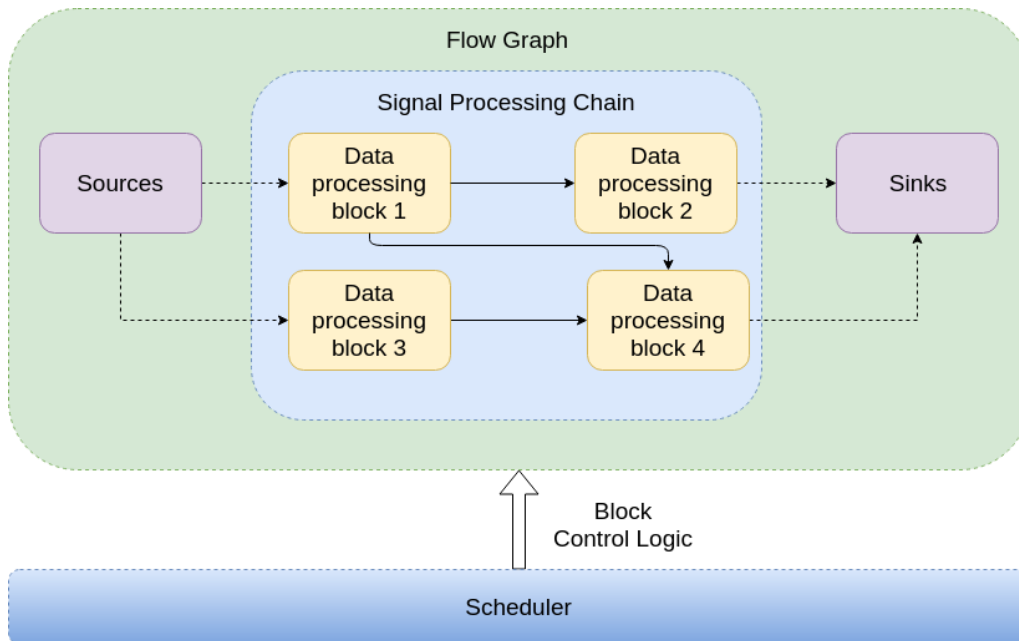 Flow Graph
Signal Processing Chain
Sources
Data
processing
block 1
Data
processing
block 2
Sinks
Data
processing
block 3
Data
processing
block 4
Block
Control Logic
Scheduler